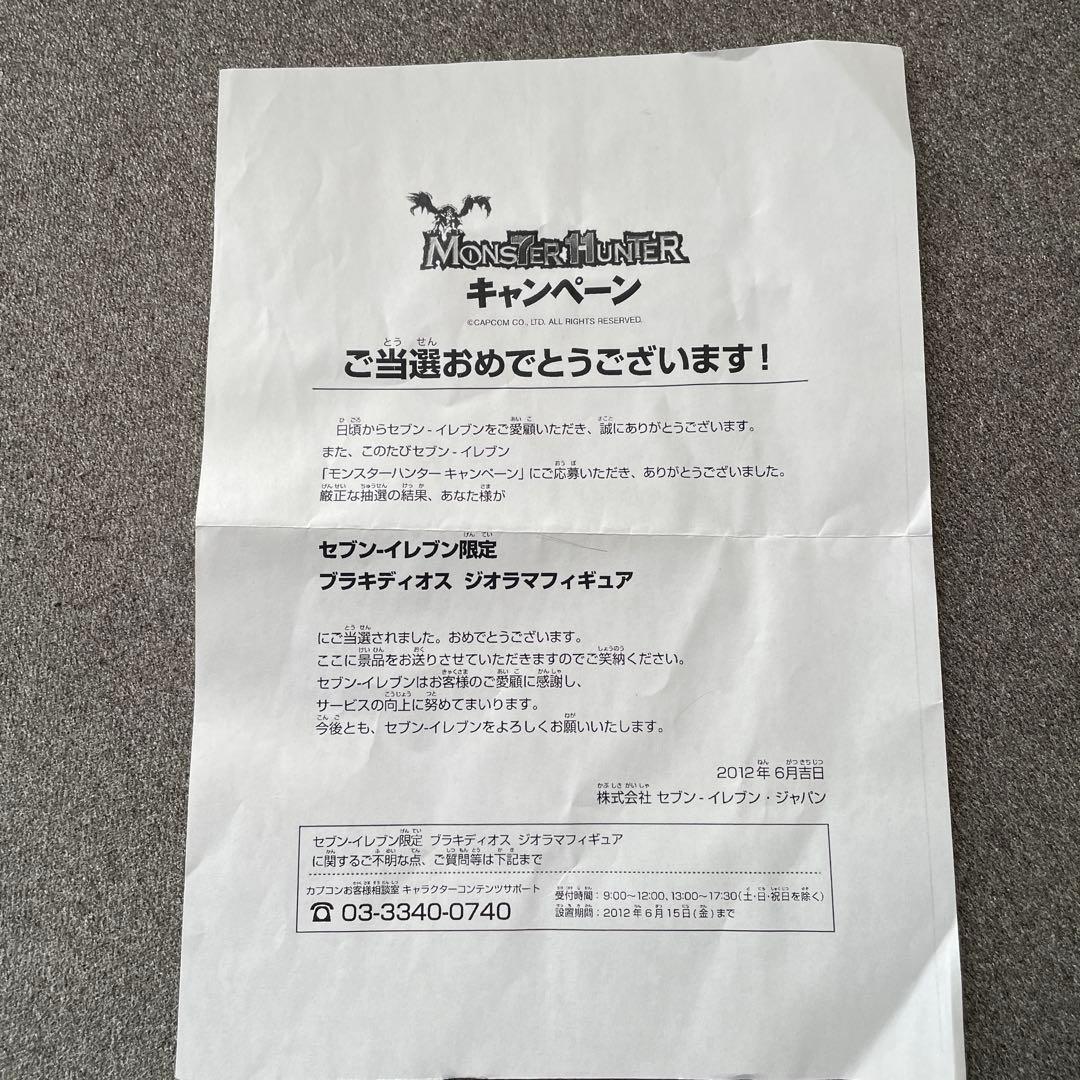 MONS7ER 11UNTER
キャンペーン
©CAPCOM CO., LTD. ALL RIGHTS RESERVED.
ご当選おめでとうございます！
日頃からセブン-イレブンをご愛顧いただき、誠にありがとうございます。
また、このたびセブン-イレブン
「モンスターハンター キャンペーン」にご応募いただき、ありがとうございました。
厳正な抽選の結果、あなた様が
セブン-イレブン限定
ブラキディオス ジオラマフィギュア
にご当選されました。おめでとうございます。
ここに景品をお送りさせていただきますのでご笑納ください。
セブン-イレブンはお客様のご愛顧に感謝し、
サービスの向上に努めてまいります。
今後とも、セブン-イレブンをよろしくお願いいたします。
2012年 6月吉日
株式会社 セブン-イレブン・ジャパン
セブン-イレブン限定 ブラキディオス ジオラマフィギュア
に関するご不明な点、ご質問等は下記まで
カプコンお客様相談室 キャラクターコンテンツサポート
☎ 03-3340-0740
受付時間：9:00～12:00、13:00～17:30(土・日・祝日を除く)
設置期間：2012年6月15日(金)まで